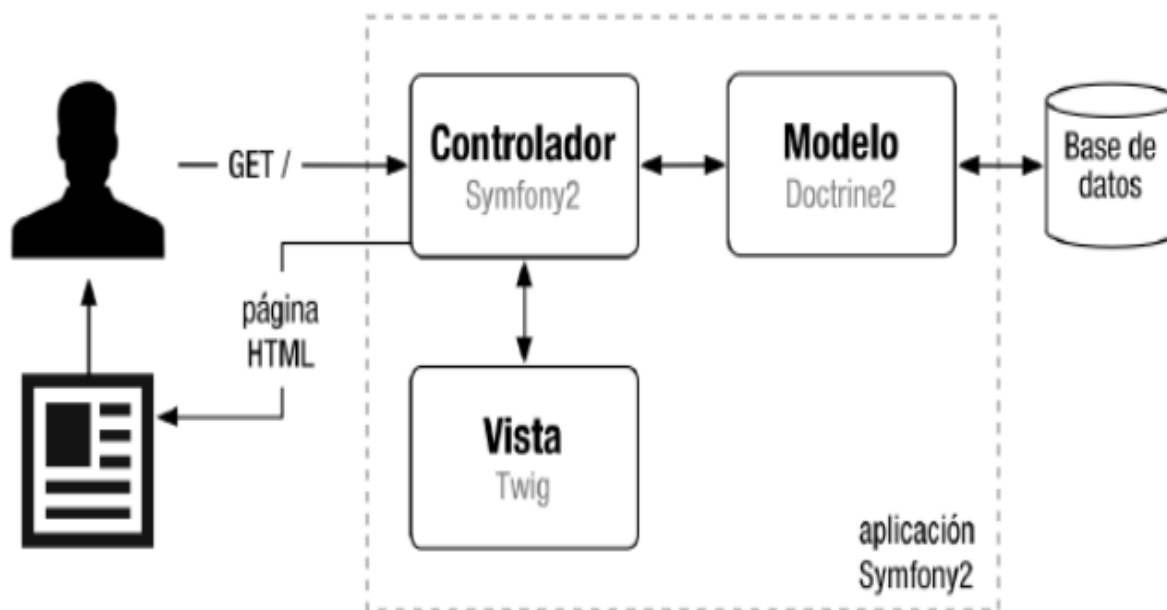 GET /
Controlador
Symfony2
Modelo
Doctrine2
Base de
datos
página
HTML
Vista
Twig
aplicación
Symfony2